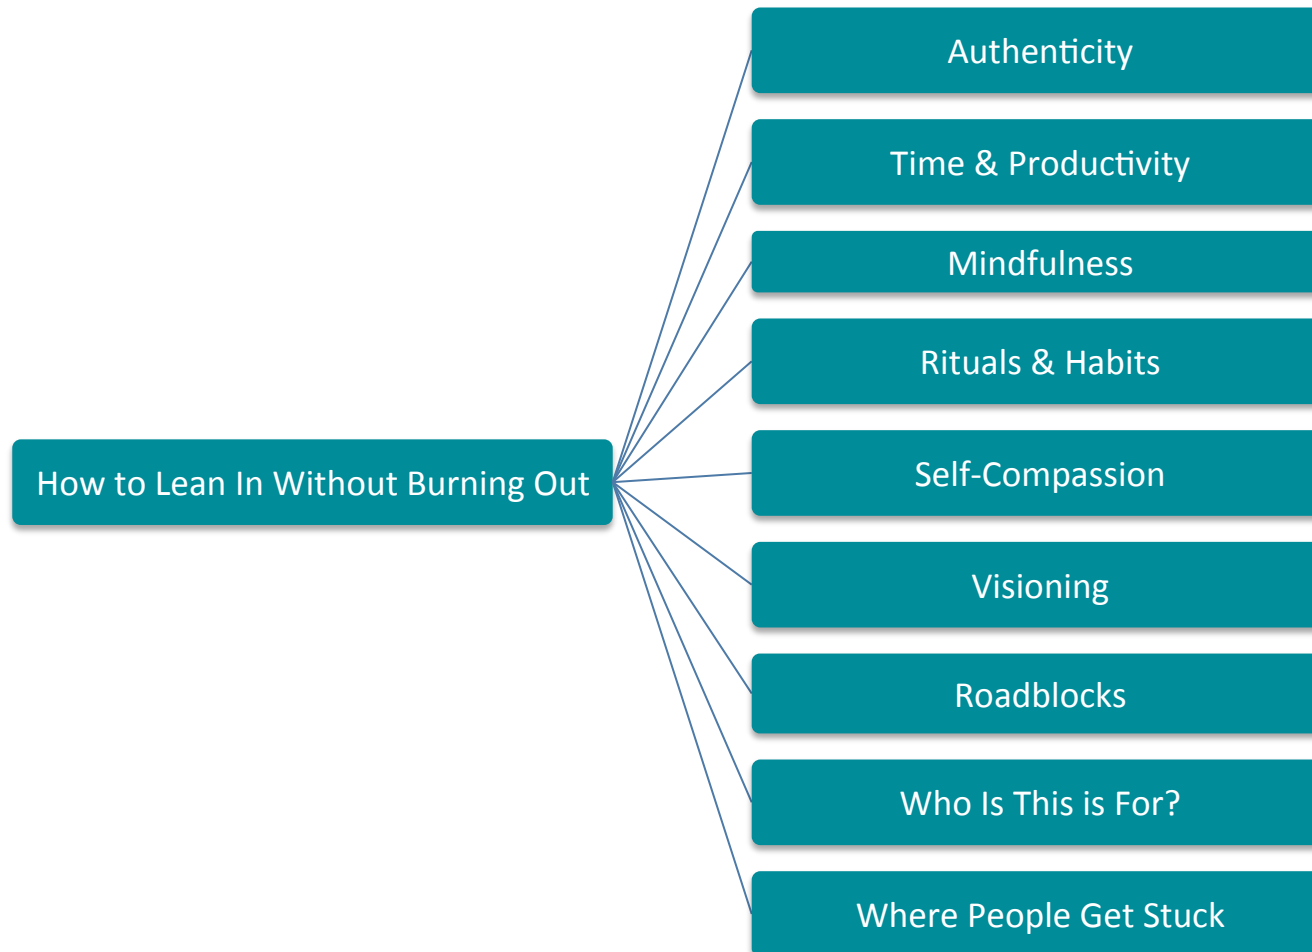 Authenticity
Time & Productivity
Mindfulness
Rituals & Habits
How to Lean In Without Burning Out
Self-Compassion
Visioning
Roadblocks
Who Is This is For?
Where People Get Stuck